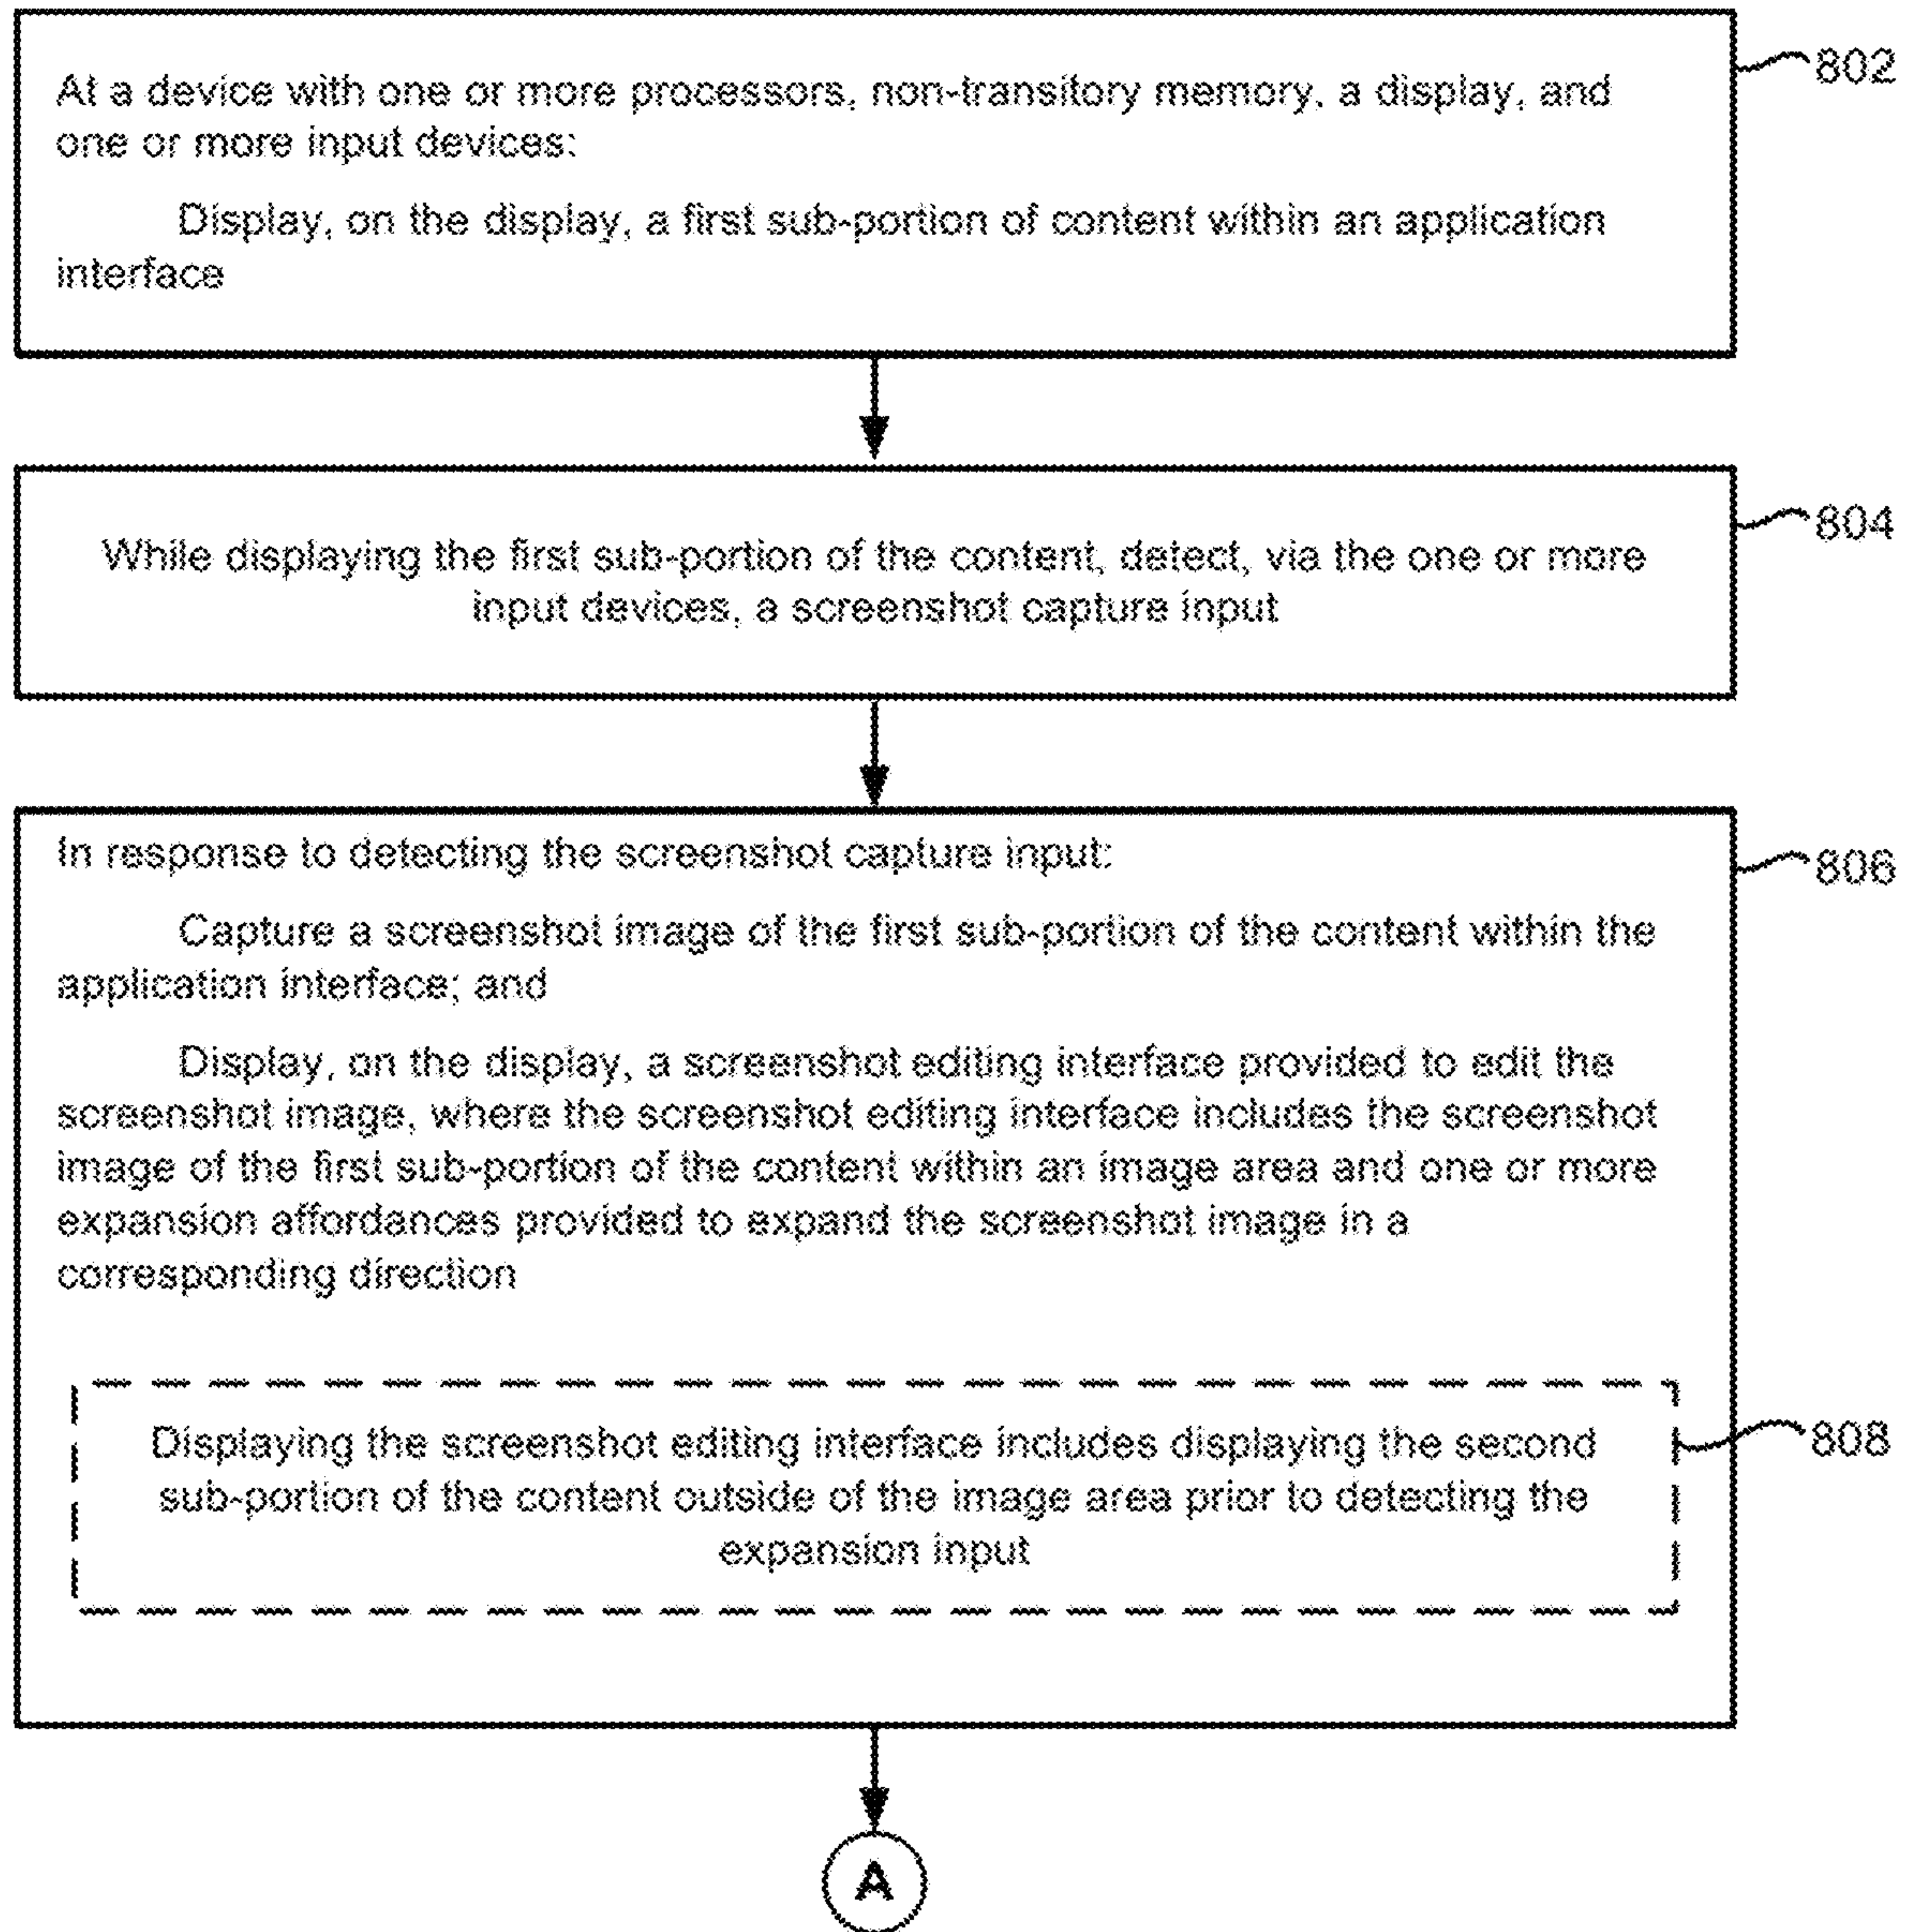 At a device with one or more processors, non-transitory memory, a display, and
one or more input devices:
Display, on the display, a first sub-portion of content within an application
interface
802
While displaying the first sub-portion of the content, detect, via the one or more
input devices, a screenshot capture input
804
In response to detecting the screenshot capture input:
Capture a screenshot image of the first sub-portion of the content within the
application interface; and
Display, on the display, a screenshot editing interface provided to edit the
screenshot image, where the screenshot editing interface includes the screenshot
image of the first sub-portion of the content within an image area and one or more
expansion affordances provided to expand the screenshot image in a
corresponding direction
806
Displaying the screenshot editing interface includes displaying the second
sub-portion of the content outside of the image area prior to detecting the
expansion input
808
A